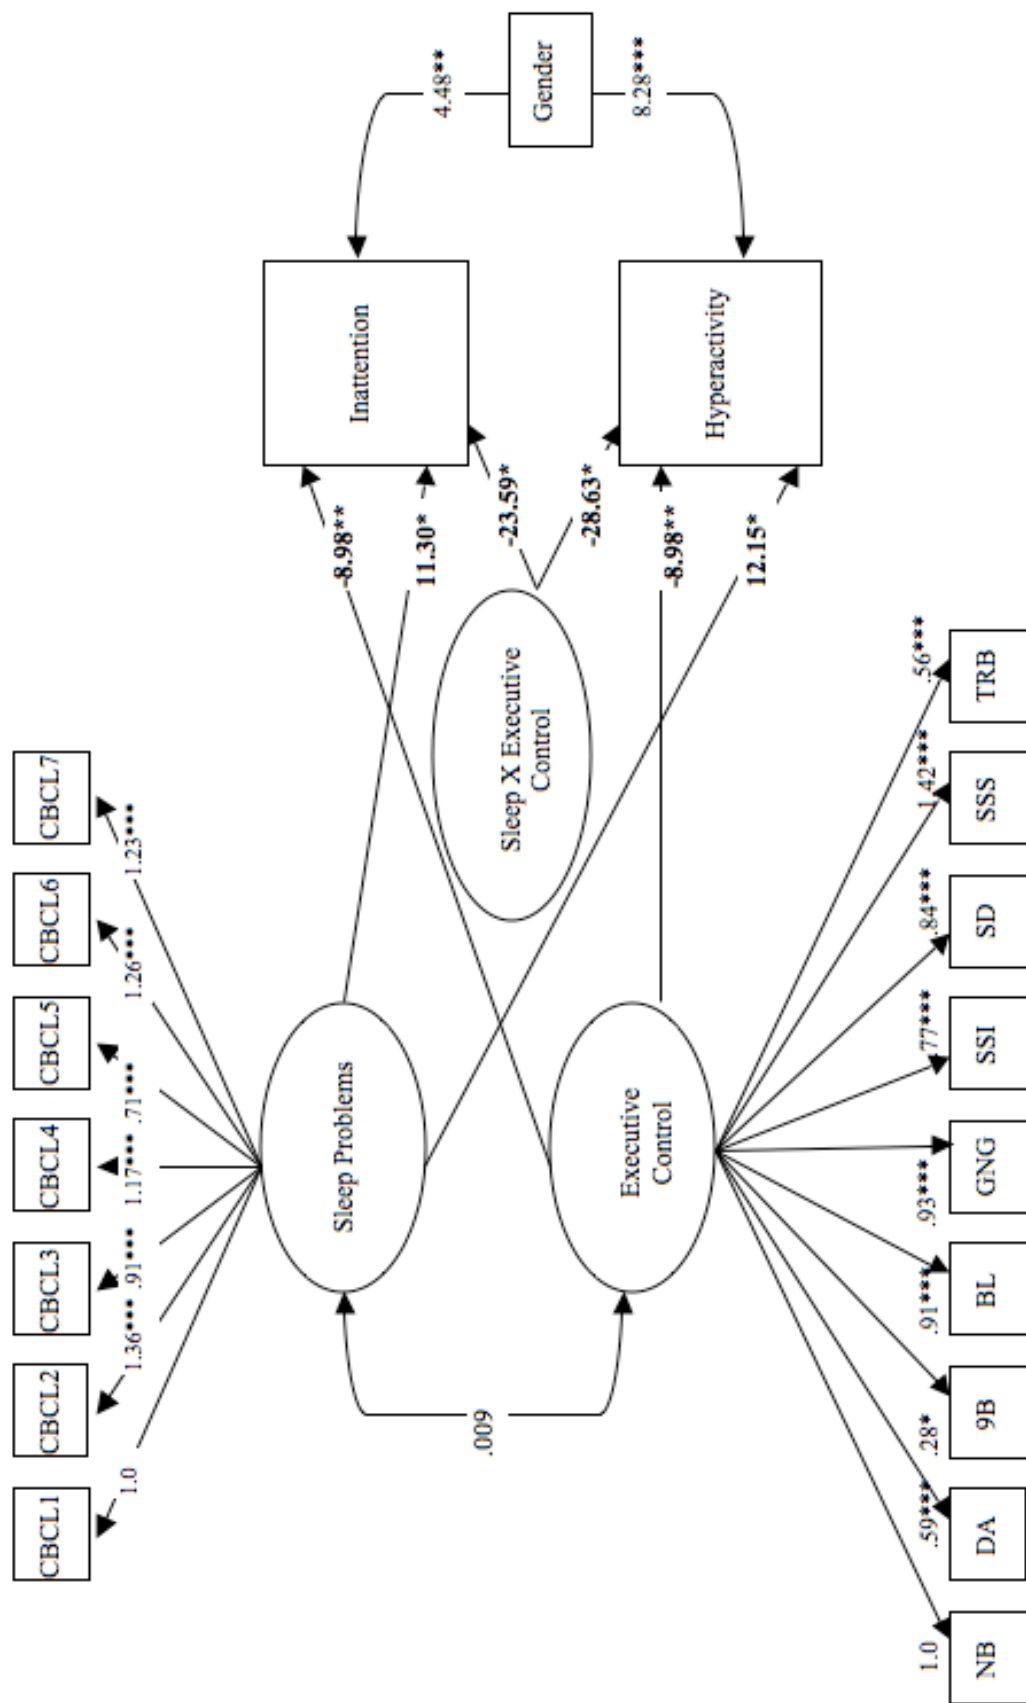 CBCL1
CBCL2
CBCL3
CBCL4
CBCL5
CBCL6
CBCL7
1.0
1.36***
.91***
1.17***
.71***
1.26***
1.23***
Sleep Problems
.009
Executive
Control
Sleep X Executive
Control
-8.98**
11.30*
-23.59*
-28.63*
-8.98**
12.15*
Inattention
Hyperactivity
4.48**
Gender
8.28***
1.0
.59***
.28*
.91***
.93***
.77***
.84***
1.42***
.56***
NB
DA
9B
BL
GNG
SSI
SD
SSS
TRB